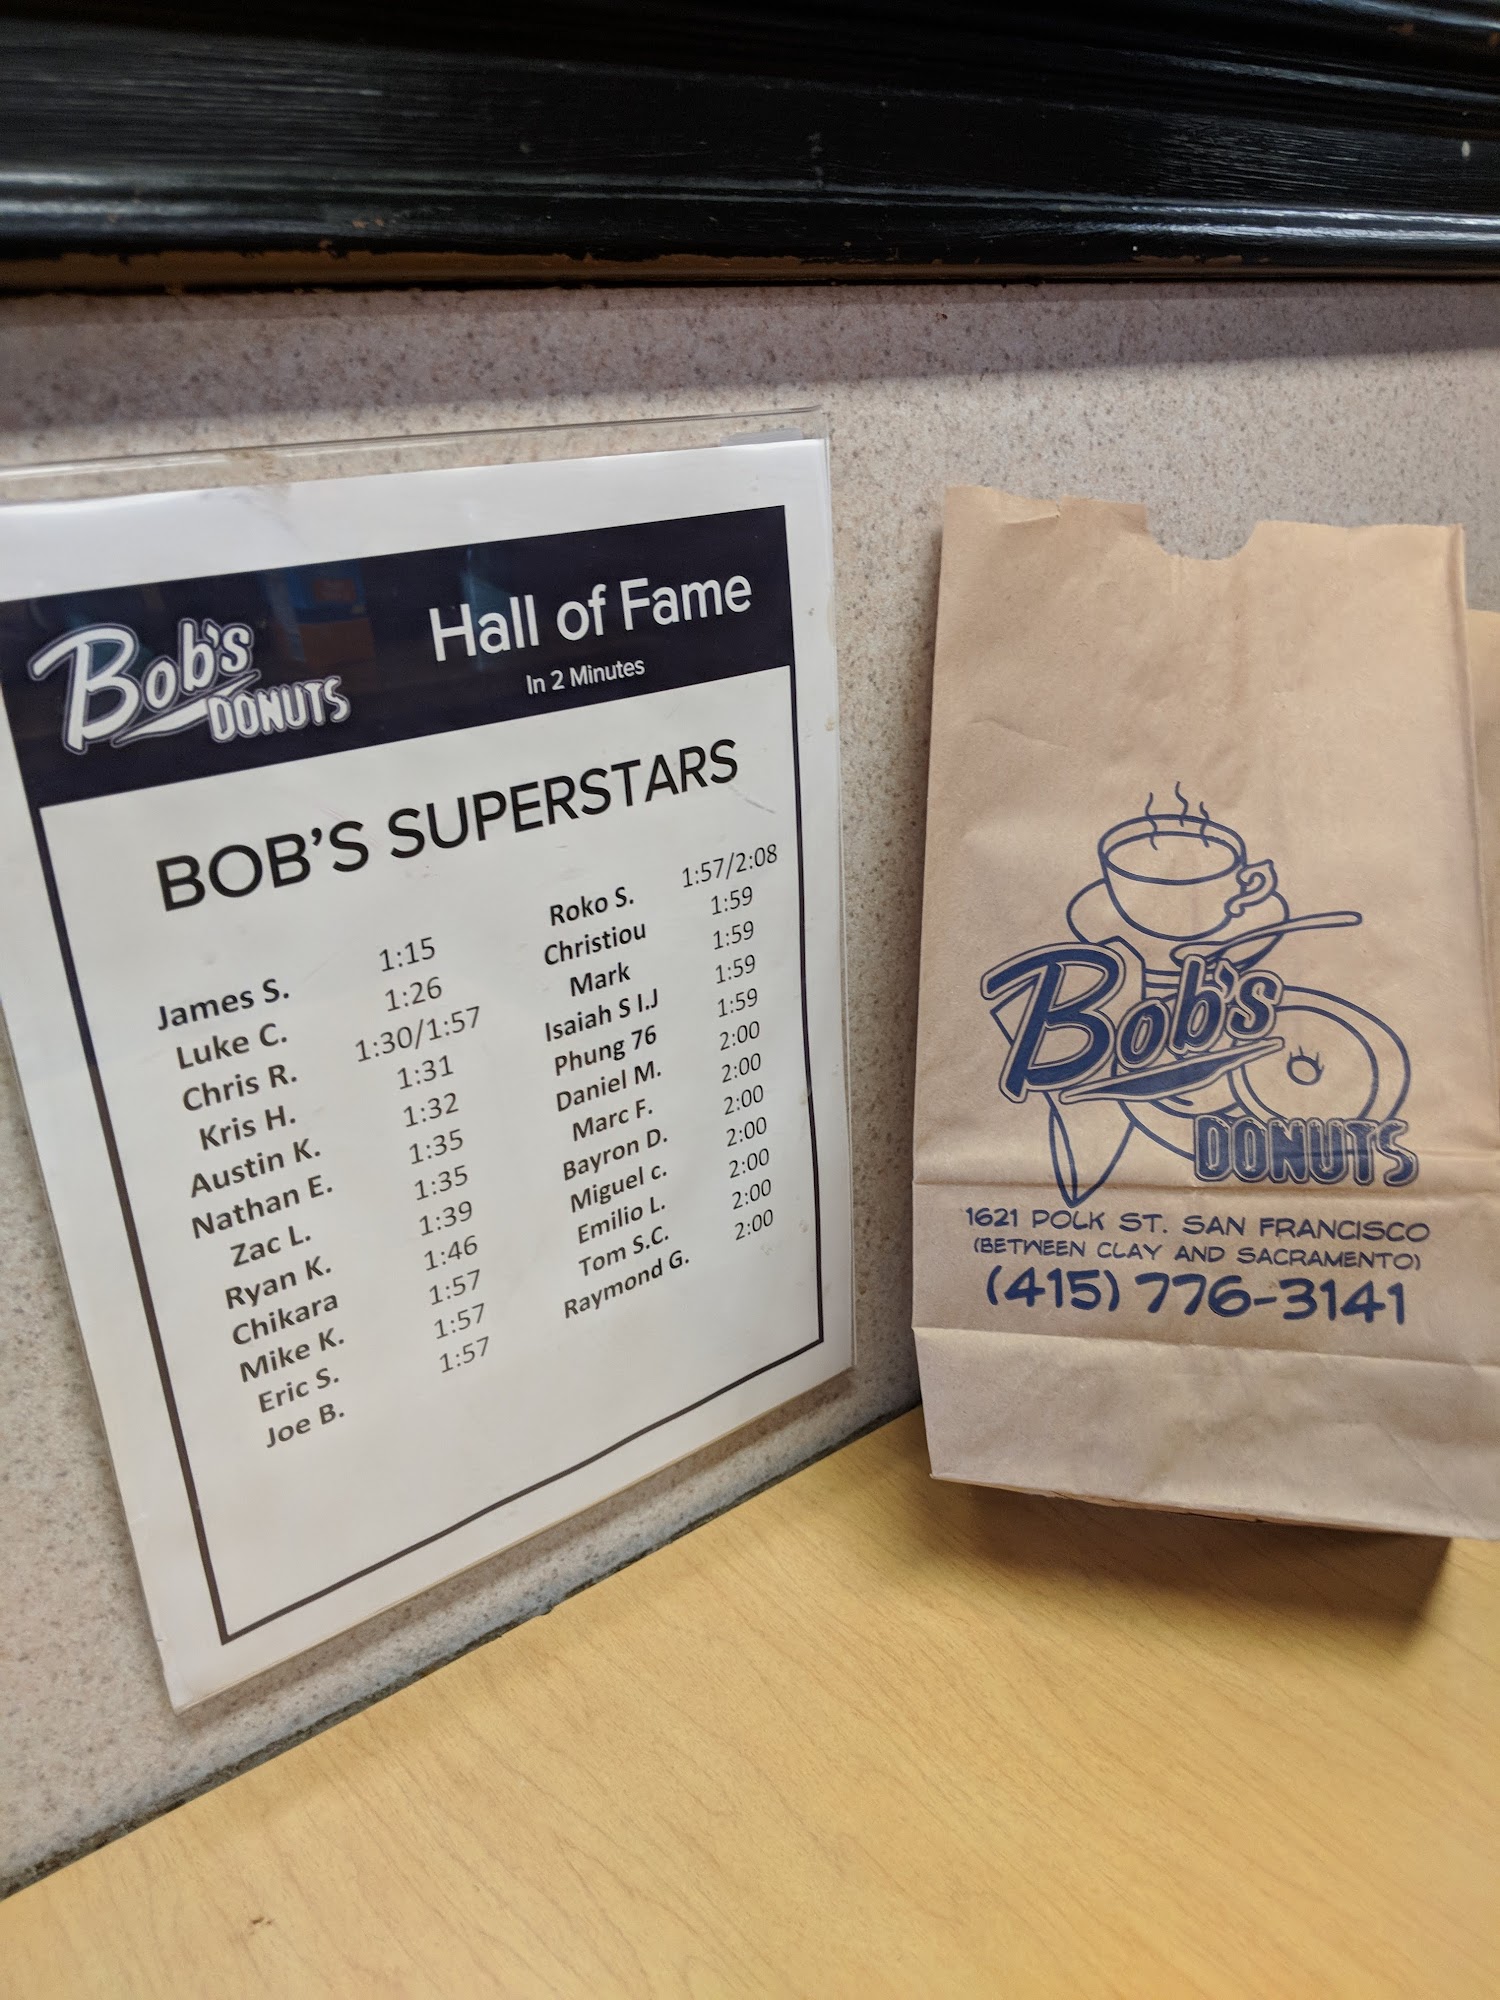 Bob's
DONUTS
Hall of Fame
In 2 Minutes
BOB'S SUPERSTARS
James S. 1:15
Luke C. 1:26
Chris R. 1:30/1:57
Kris H. 1:31
Austin K. 1:32
Nathan E. 1:35
Zac L. 1:35
Ryan K. 1:39
Chikara 1:46
Mike K. 1:57
Eric S. 1:57
Joe B. 1:57
Roko S. 1:57/2:08
Christiou 1:59
Mark 1:59
Isaiah S I.J 1:59
Phung 76 1:59
Daniel M. 2:00
Marc F. 2:00
Bayron D. 2:00
Miguel c. 2:00
Emilio L. 2:00
Tom S.C. 2:00
Raymond G. 2:00
Bob's
DONUTS
1621 POLK ST. SAN FRANCISCO
(BETWEEN CLAY AND SACRAMENTO)
(415) 776-3141